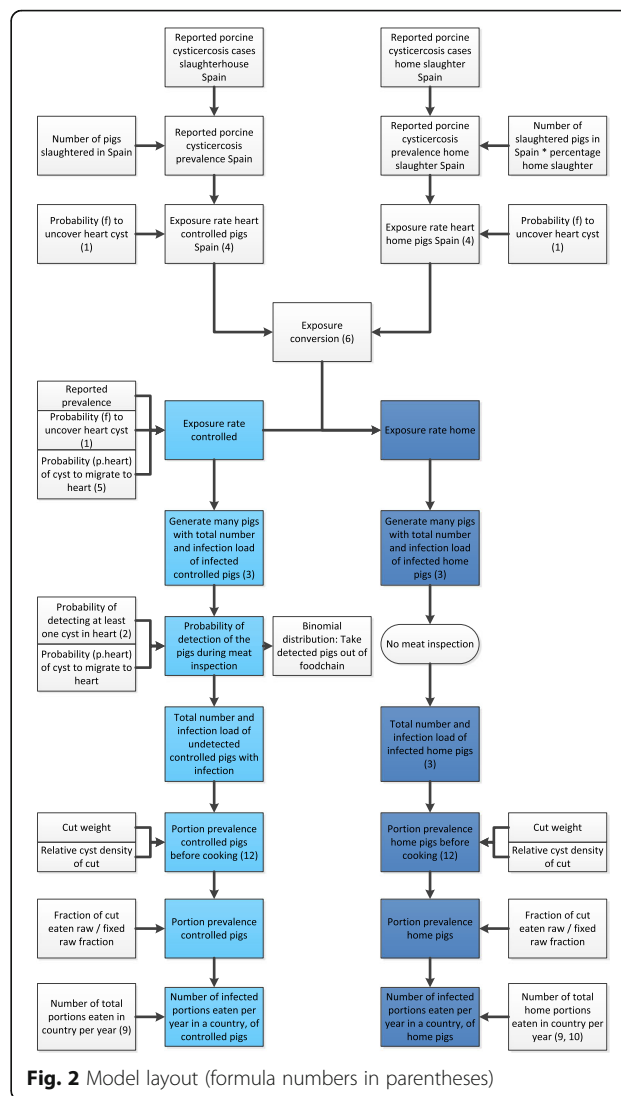 Reported porcine
cysticercosis cases
slaughterhouse
Spain
Reported porcine
cysticercosis cases
home slaughter
Spain
Number of pigs
slaughtered in Spain
Reported porcine
cysticercosis
prevalence Spain
Reported porcine
cysticercosis
prevalence home
slaughter Spain
Number of
slaughtered pigs in
Spain * percentage
home slaughter
Probability (f) to
uncover heart cyst
(1)
Exposure rate heart
controlled pigs
Spain (4)
Exposure rate heart
home pigs Spain (4)
Probability (f) to
uncover heart cyst
(1)
Exposure
conversion (6)
Reported
prevalence
Probability (f) to
uncover heart cyst
(1)
Probability (p.heart)
of cyst to migrate to
heart (5)
Exposure rate
controlled
Exposure rate home
Generate many pigs
with total number
and infection load
of infected
controlled pigs (3)
Generate many pigs
with total number
and infection load
of infected home
pigs (3)
Probability of
detecting at least
one cyst in heart (2)
Probability (p.heart)
of cyst to migrate to
heart
Probability of
detection of the
pigs during meat
inspection
Binomial
distribution: Take
detected pigs out of
foodchain
No meat inspection
Total number and
infection load of
undetected
controlled pigs with
infection
Total number and
infection load of
infected home pigs
(3)
Cut weight
Relative cyst density
of cut
Portion prevalence
controlled pigs
before cooking (12)
Portion prevalence
home pigs before
cooking (12)
Cut weight
Relative cyst density
of cut
Fraction of cut
eaten raw / fixed
raw fraction
Portion prevalence
controlled pigs
Portion prevalence
home pigs
Fraction of cut
eaten raw / fixed
raw fraction
Number of total
portions eaten in
country per year (9)
Number of infected
portions eaten per
year in a country, of
controlled pigs
Number of infected
portions eaten per
year in a country, of
home pigs
Number of total
home portions
eaten in country per
year (9, 10)
Fig. 2 Model layout (formula numbers in parentheses)